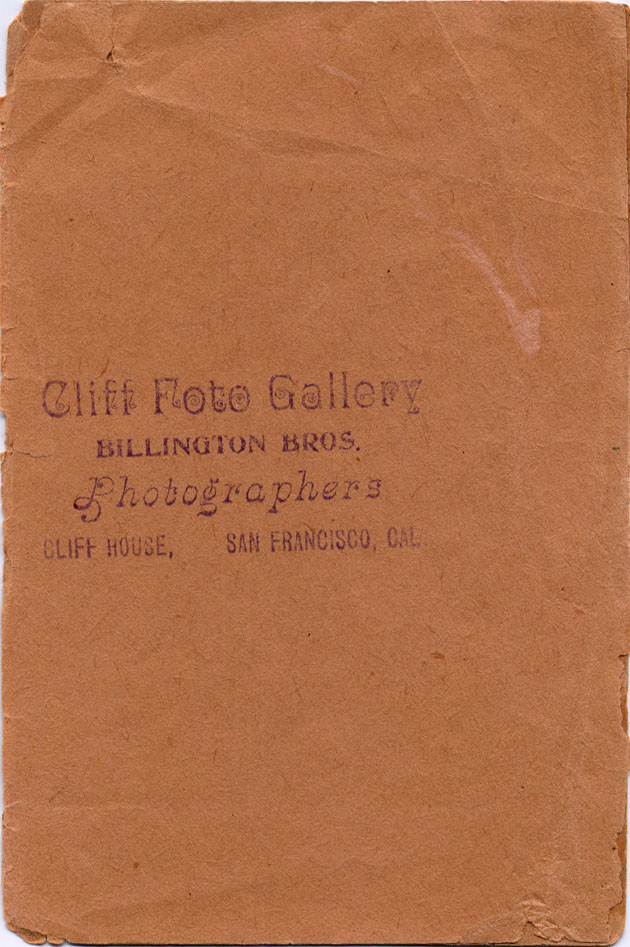 Cliff Foto Gallery
BILLINGTON BROS.
Photographers
CLIFF HOUSE, SAN FRANCISCO, CAL.